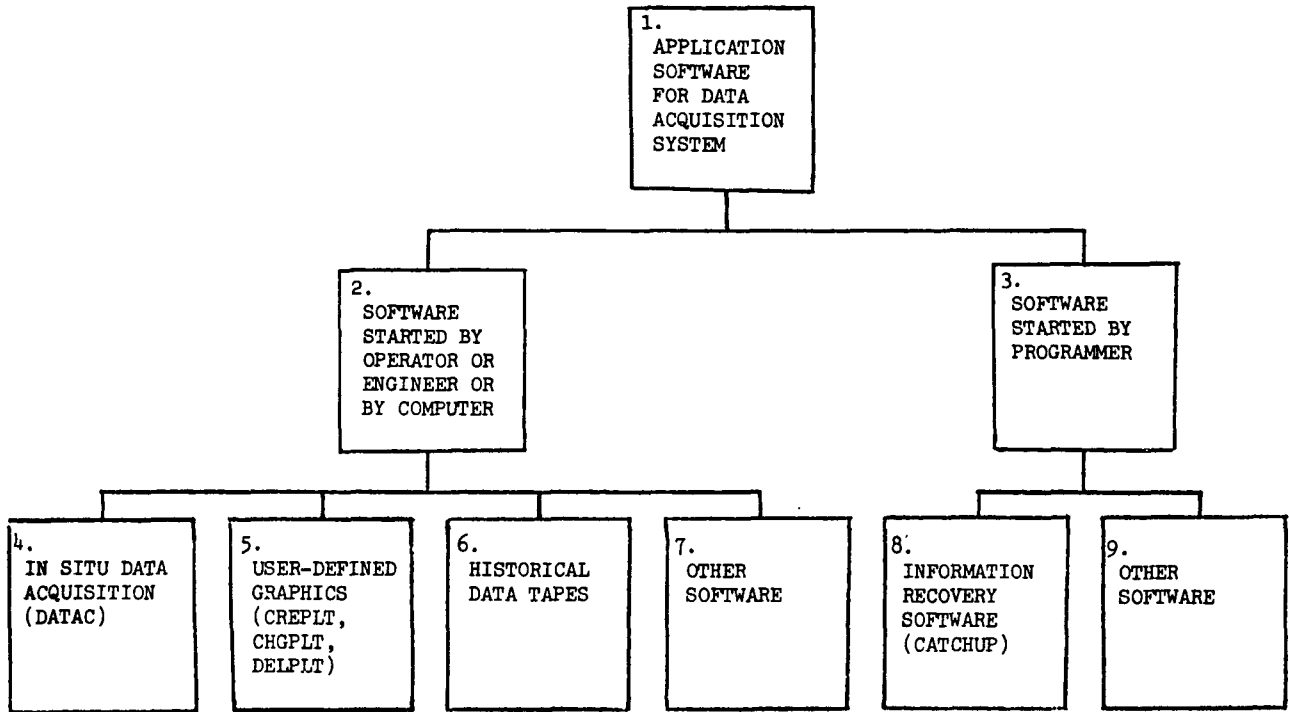 1.
APPLICATION
SOFTWARE
FOR DATA
ACQUISITION
SYSTEM
2.
SOFTWARE
STARTED BY
OPERATOR OR
ENGINEER OR
BY COMPUTER
3.
SOFTWARE
STARTED BY
PROGRAMMER
4.
IN SITU DATA
ACQUISITION
(DATAC)
5.
USER-DEFINED
GRAPHICS
(CREPLT,
CHGPLT,
DELPLT)
6.
HISTORICAL
DATA TAPES
7.
OTHER
SOFTWARE
8.
INFORMATION
RECOVERY
SOFTWARE
(CATCHUP)
9.
OTHER
SOFTWARE